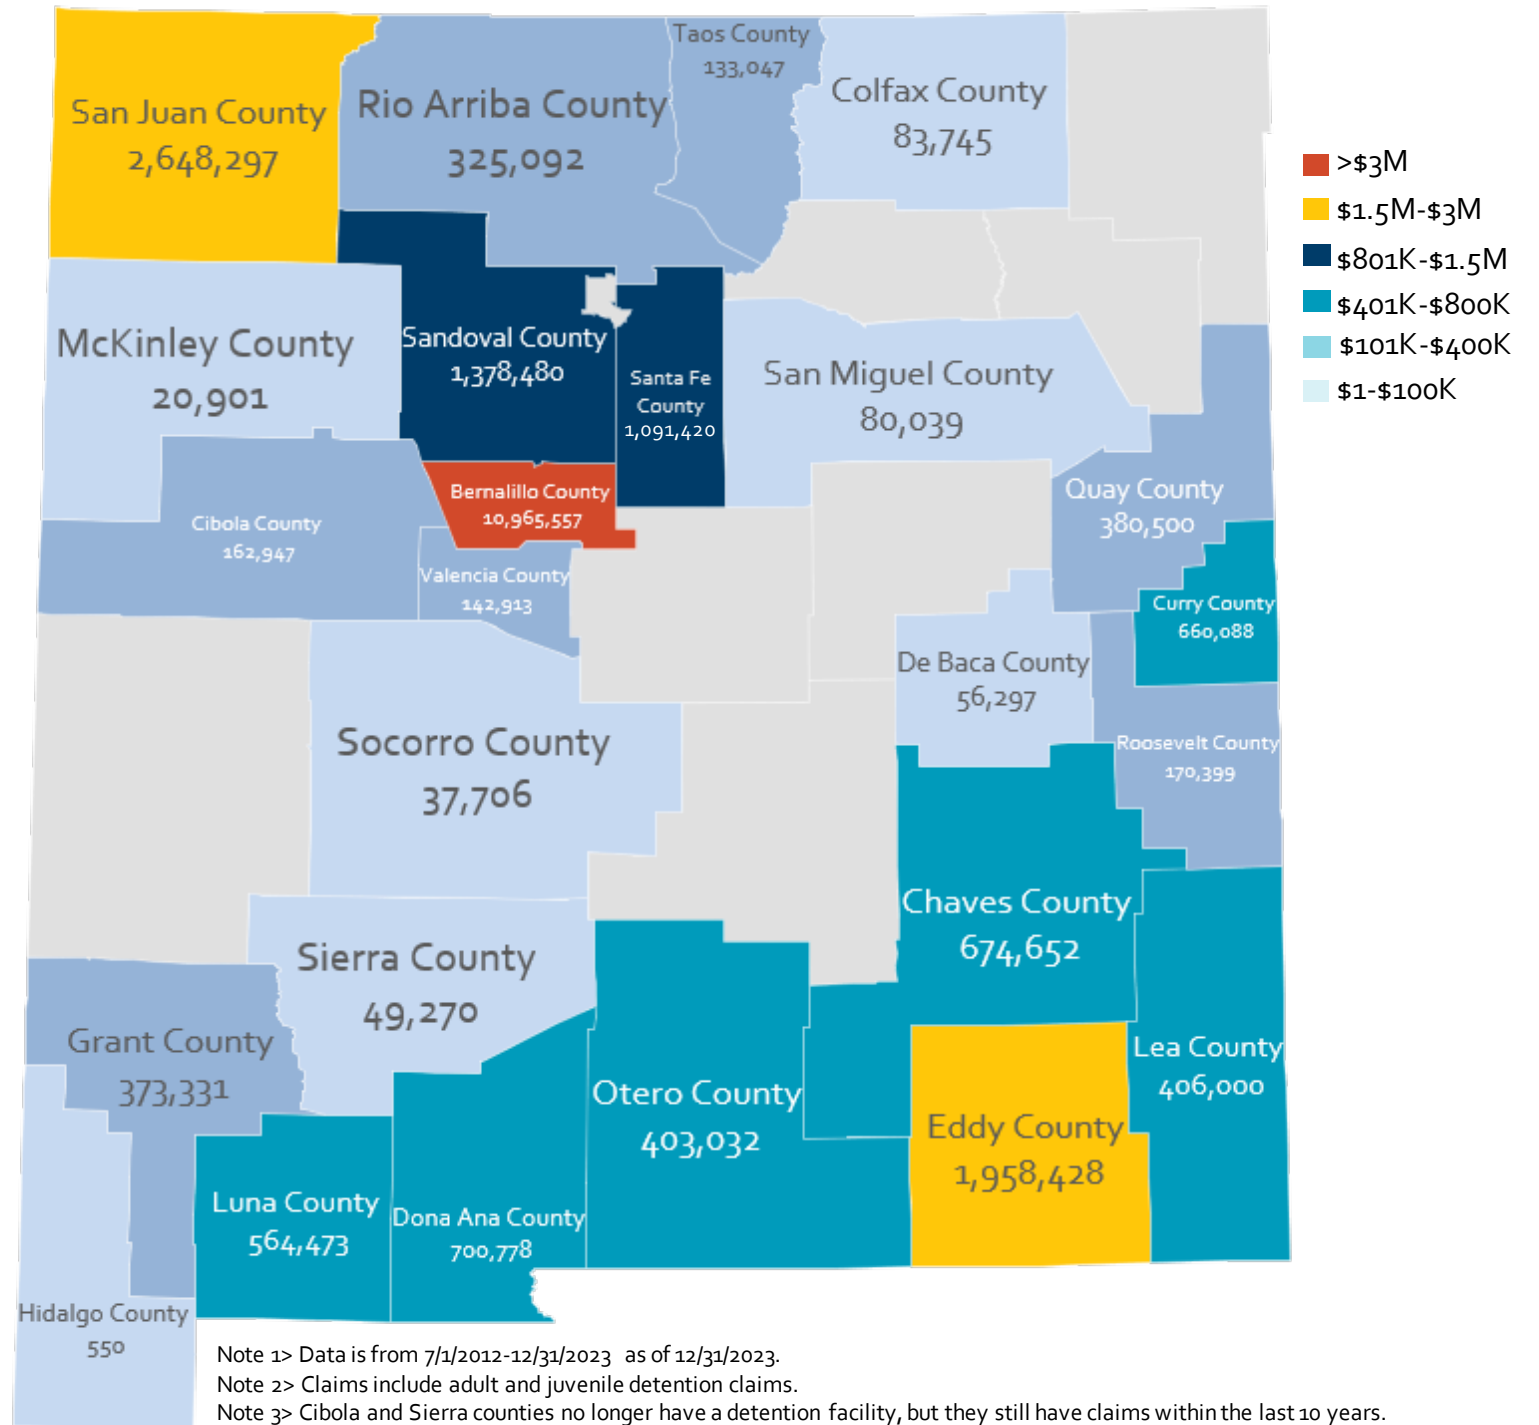 Taos County
133,047
Colfax County
83,745
San Juan County
2,648,297
Rio Arriba County
325,092
>$3M
$1.5M-$3M
$801K-$1.5M
$401K-$800K
$101K-$400K
$1-$100K
McKinley County
20,901
Sandoval County
1,378,480
Santa Fe
County
1,091,420
San Miguel County
80,039
Bernalillo County
10,965,557
Quay County
380,500
Cibola County
162,947
Valencia County
142,913
Curry County
660,088
De Baca County
56,297
Socorro County
37,706
Roosevelt County
170,399
Chaves County
674,652
Sierra County
49,270
Grant County
373,331
Otero County
403,032
Lea County
406,000
Eddy County
1,958,428
Luna County
564,473
Dona Ana County
700,778
Hidalgo County
550
Note 1> Data is from 7/1/2012-12/31/2023 as of 12/31/2023.
Note 2> Claims include adult and juvenile detention claims.
Note 3> Cibola and Sierra counties no longer have a detention facility, but they still have claims within the last 10 years.